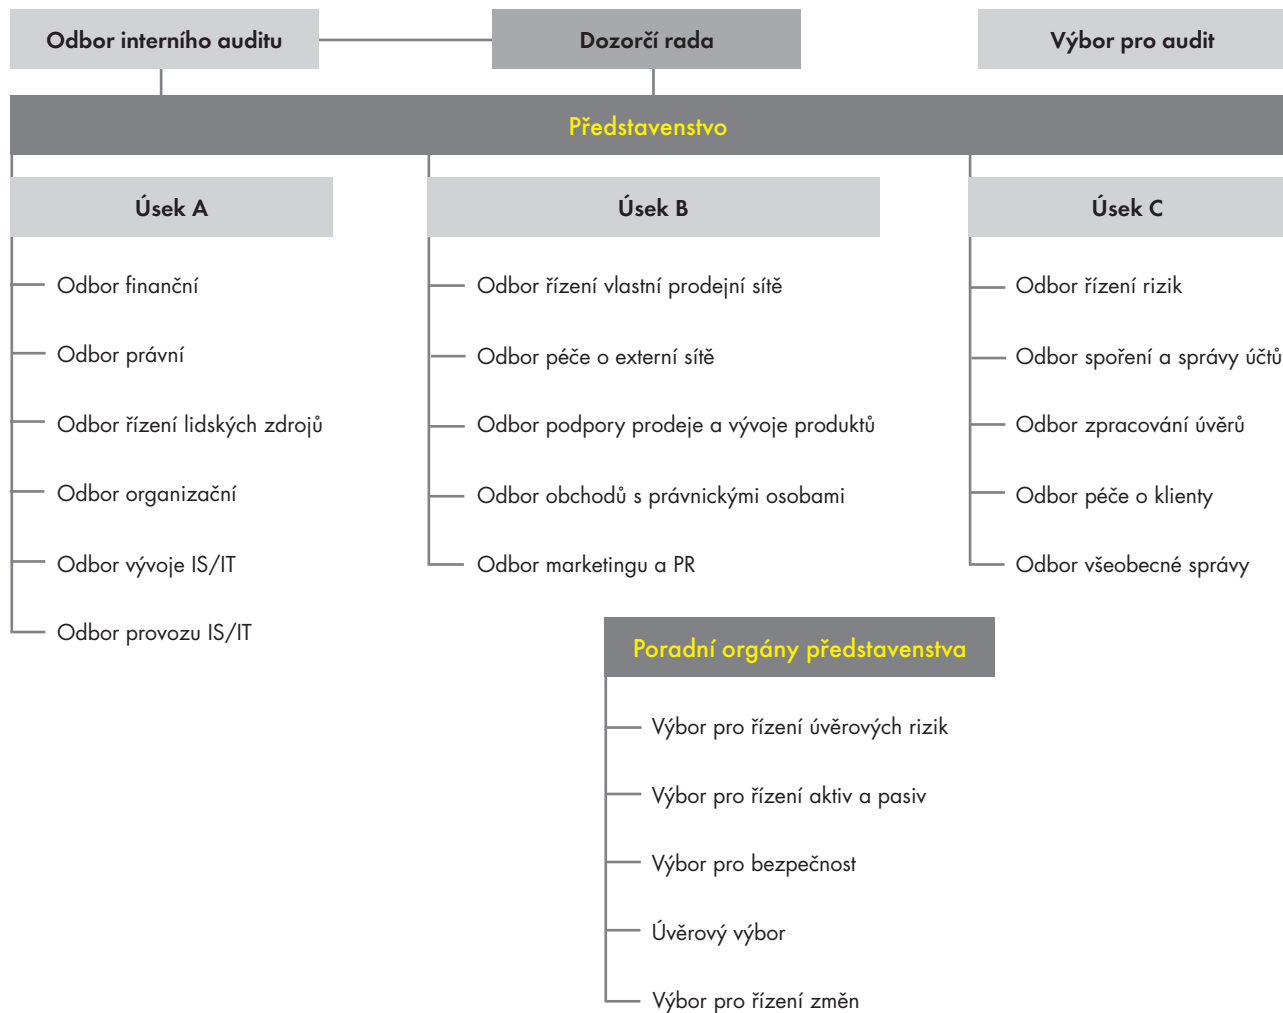 Odbor interního auditu
Dozorčí rada
Výbor pro audit
Představenstvo
Úsek A
Odbor finanční
Odbor právní
Odbor řízení lidských zdrojů
Odbor organizační
Odbor vývoje IS/IT
Odbor provozu IS/IT
Úsek B
Odbor řízení vlastní prodejní sítě
Odbor péče o externí sítě
Odbor podpory prodeje a vývoje produktů
Odbor obchodů s právnickými osobami
Odbor marketingu a PR
Úsek C
Odbor řízení rizik
Odbor spoření a správy účtů
Odbor zpracování úvěrů
Odbor péče o klienty
Odbor všeobecné správy
Poradní orgány představenstva
Výbor pro řízení úvěrových rizik
Výbor pro řízení aktiv a pasiv
Výbor pro bezpečnost
Úvěrový výbor
Výbor pro řízení změn